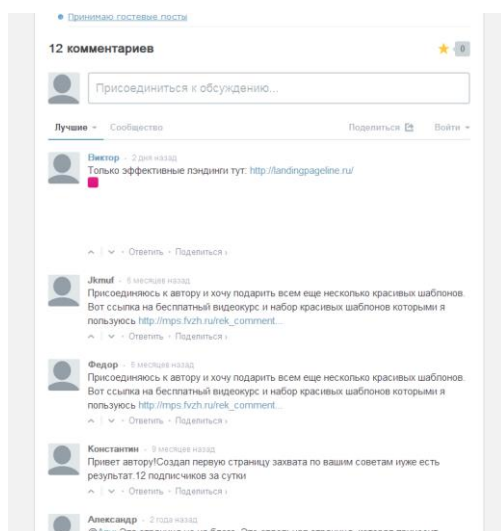 Принимаю гостевые посты
12 комментариев
0
Присоединиться к обсуждению...
Лучшие Сообщество Поделиться Войти
Виктор · 2 дня назад
Только эффективные лэндинги тут: http://landingpageline.ru/
Ответить · Поделиться ›
Jkmuf · 5 месяцев назад
Присоединяюсь к автору и хочу подарить всем еще несколько красивых шаблонов.
Вот ссылка на бесплатный видеокурс и набор красивых шаблонов которыми я
пользуюсь http://mps.fvzh.ru/rek_comment...
Ответить · Поделиться ›
Федор · 5 месяцев назад
Присоединяюсь к автору и хочу подарить всем еще несколько красивых шаблонов.
Вот ссылка на бесплатный видеокурс и набор красивых шаблонов которыми я
пользуюсь http://mps.fvzh.ru/rek_comment...
Ответить · Поделиться ›
Константин · 9 месяцев назад
Привет автору!Создал первую страницу захвата по вашим советам иуже есть
результат.12 подписчиков за сутки
Ответить · Поделиться ›
Александр · 2 года назад